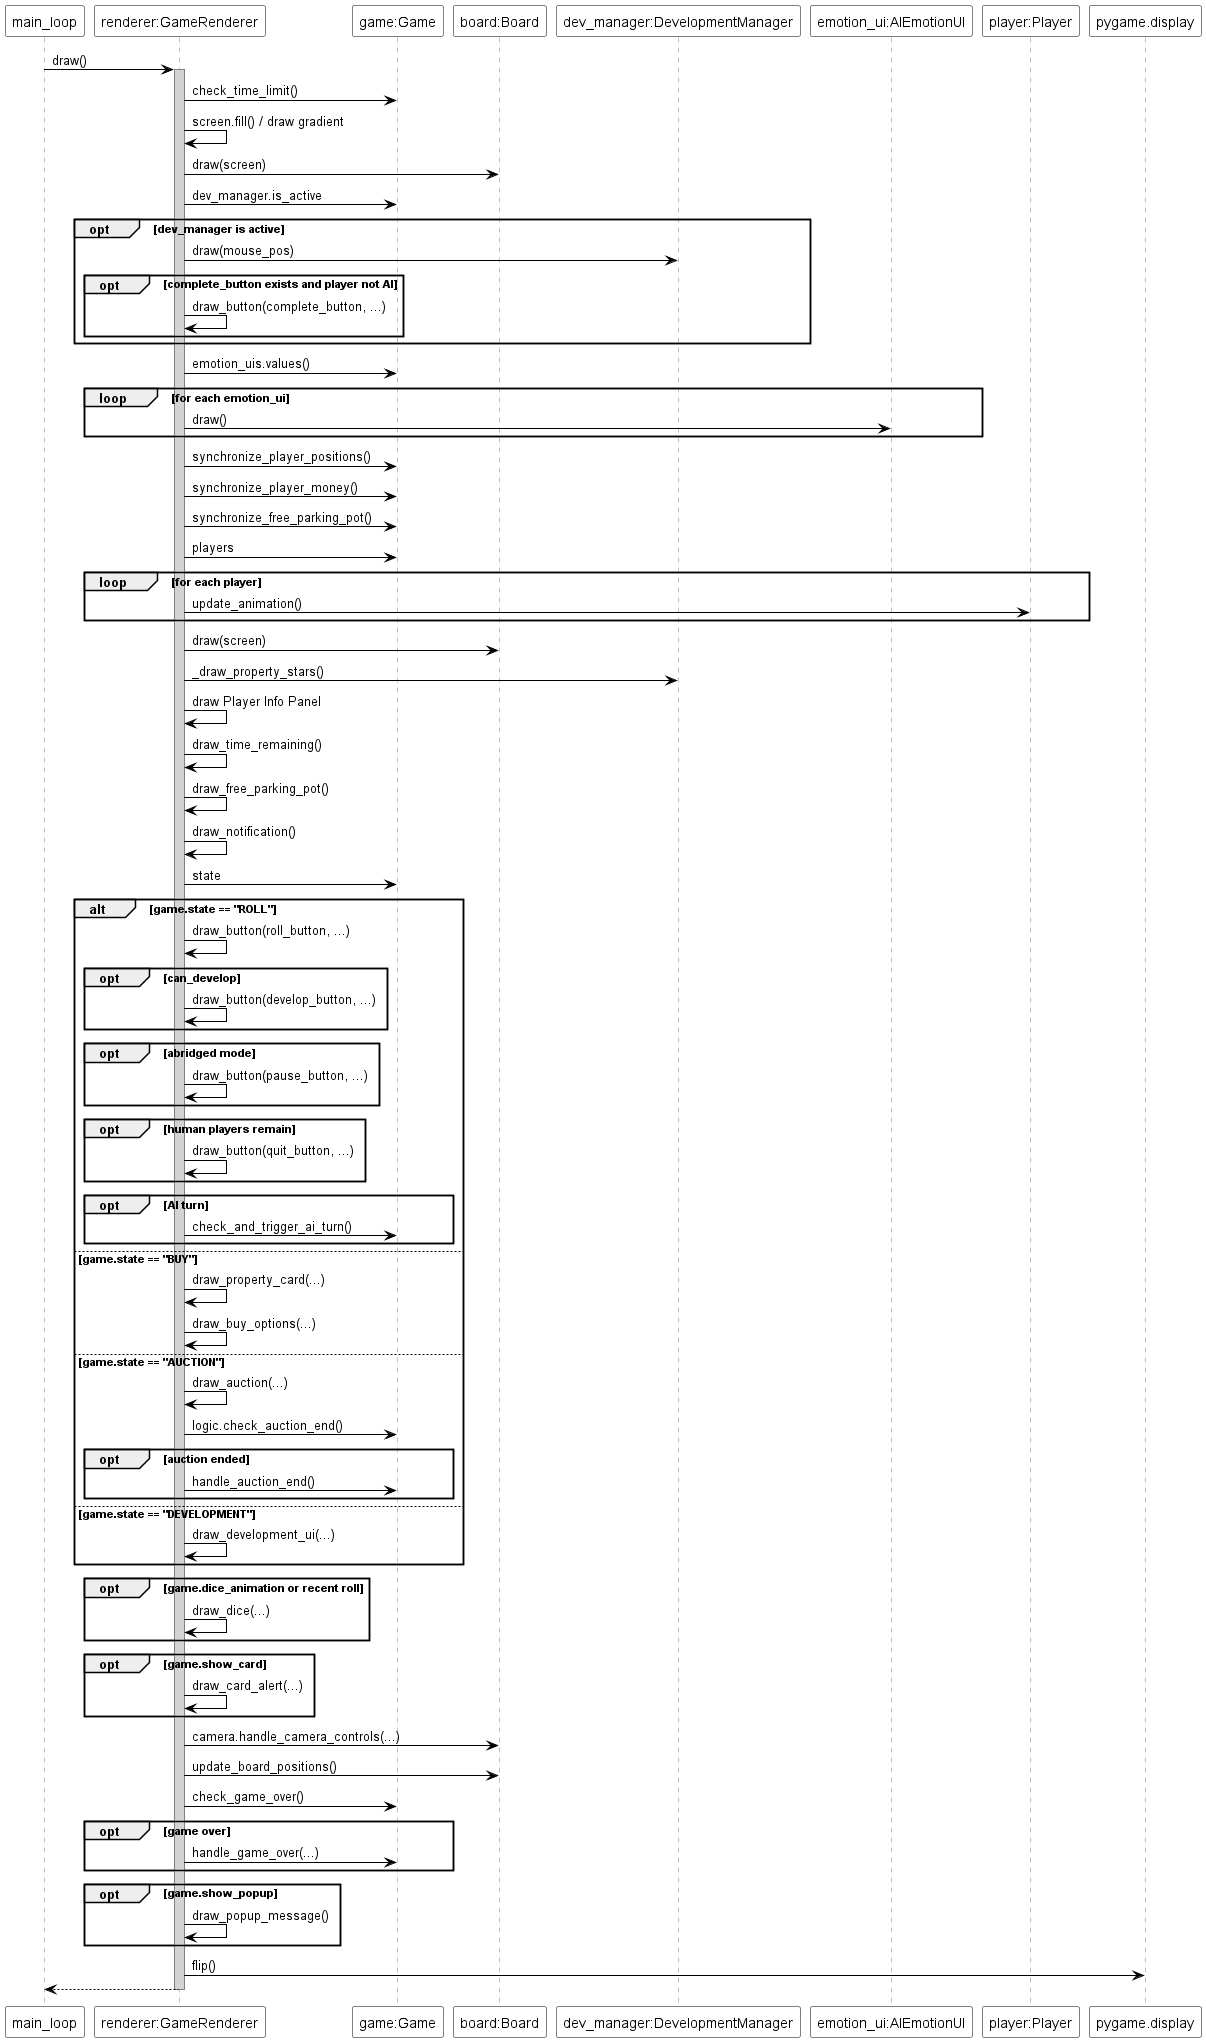 main_loop renderer:GameRenderer game:Game board:Board dev_manager:DevelopmentManager emotion_ui:AIEmotionUI player:Player pygame.display
draw()
check_time_limit()
screen.fill() / draw gradient
draw(screen)
dev_manager.is_active
opt [dev_manager is active]
draw(mouse_pos)
opt [complete_button exists and player not AI]
draw_button(complete_button, ...)
emotion_uis.values()
loop [for each emotion_ui]
draw()
synchronize_player_positions()
synchronize_player_money()
synchronize_free_parking_pot()
players
loop [for each player]
update_animation()
draw(screen)
_draw_property_stars()
draw Player Info Panel
draw_time_remaining()
draw_free_parking_pot()
draw_notification()
state
alt [game.state == "ROLL"]
draw_button(roll_button, ...)
opt [can_develop]
draw_button(develop_button, ...)
opt [abridged mode]
draw_button(pause_button, ...)
opt [human players remain]
draw_button(quit_button, ...)
opt [AI turn]
check_and_trigger_ai_turn()
[game.state == "BUY"]
draw_property_card(...)
draw_buy_options(...)
[game.state == "AUCTION"]
draw_auction(...)
logic.check_auction_end()
opt [auction ended]
handle_auction_end()
[game.state == "DEVELOPMENT"]
draw_development_ui(...)
opt [game.dice_animation or recent roll]
draw_dice(...)
opt [game.show_card]
draw_card_alert(...)
camera.handle_camera_controls(...)
update_board_positions()
check_game_over()
opt [game over]
handle_game_over(...)
opt [game.show_popup]
draw_popup_message()
flip()
main_loop renderer:GameRenderer game:Game board:Board dev_manager:DevelopmentManager emotion_ui:AIEmotionUI player:Player pygame.display